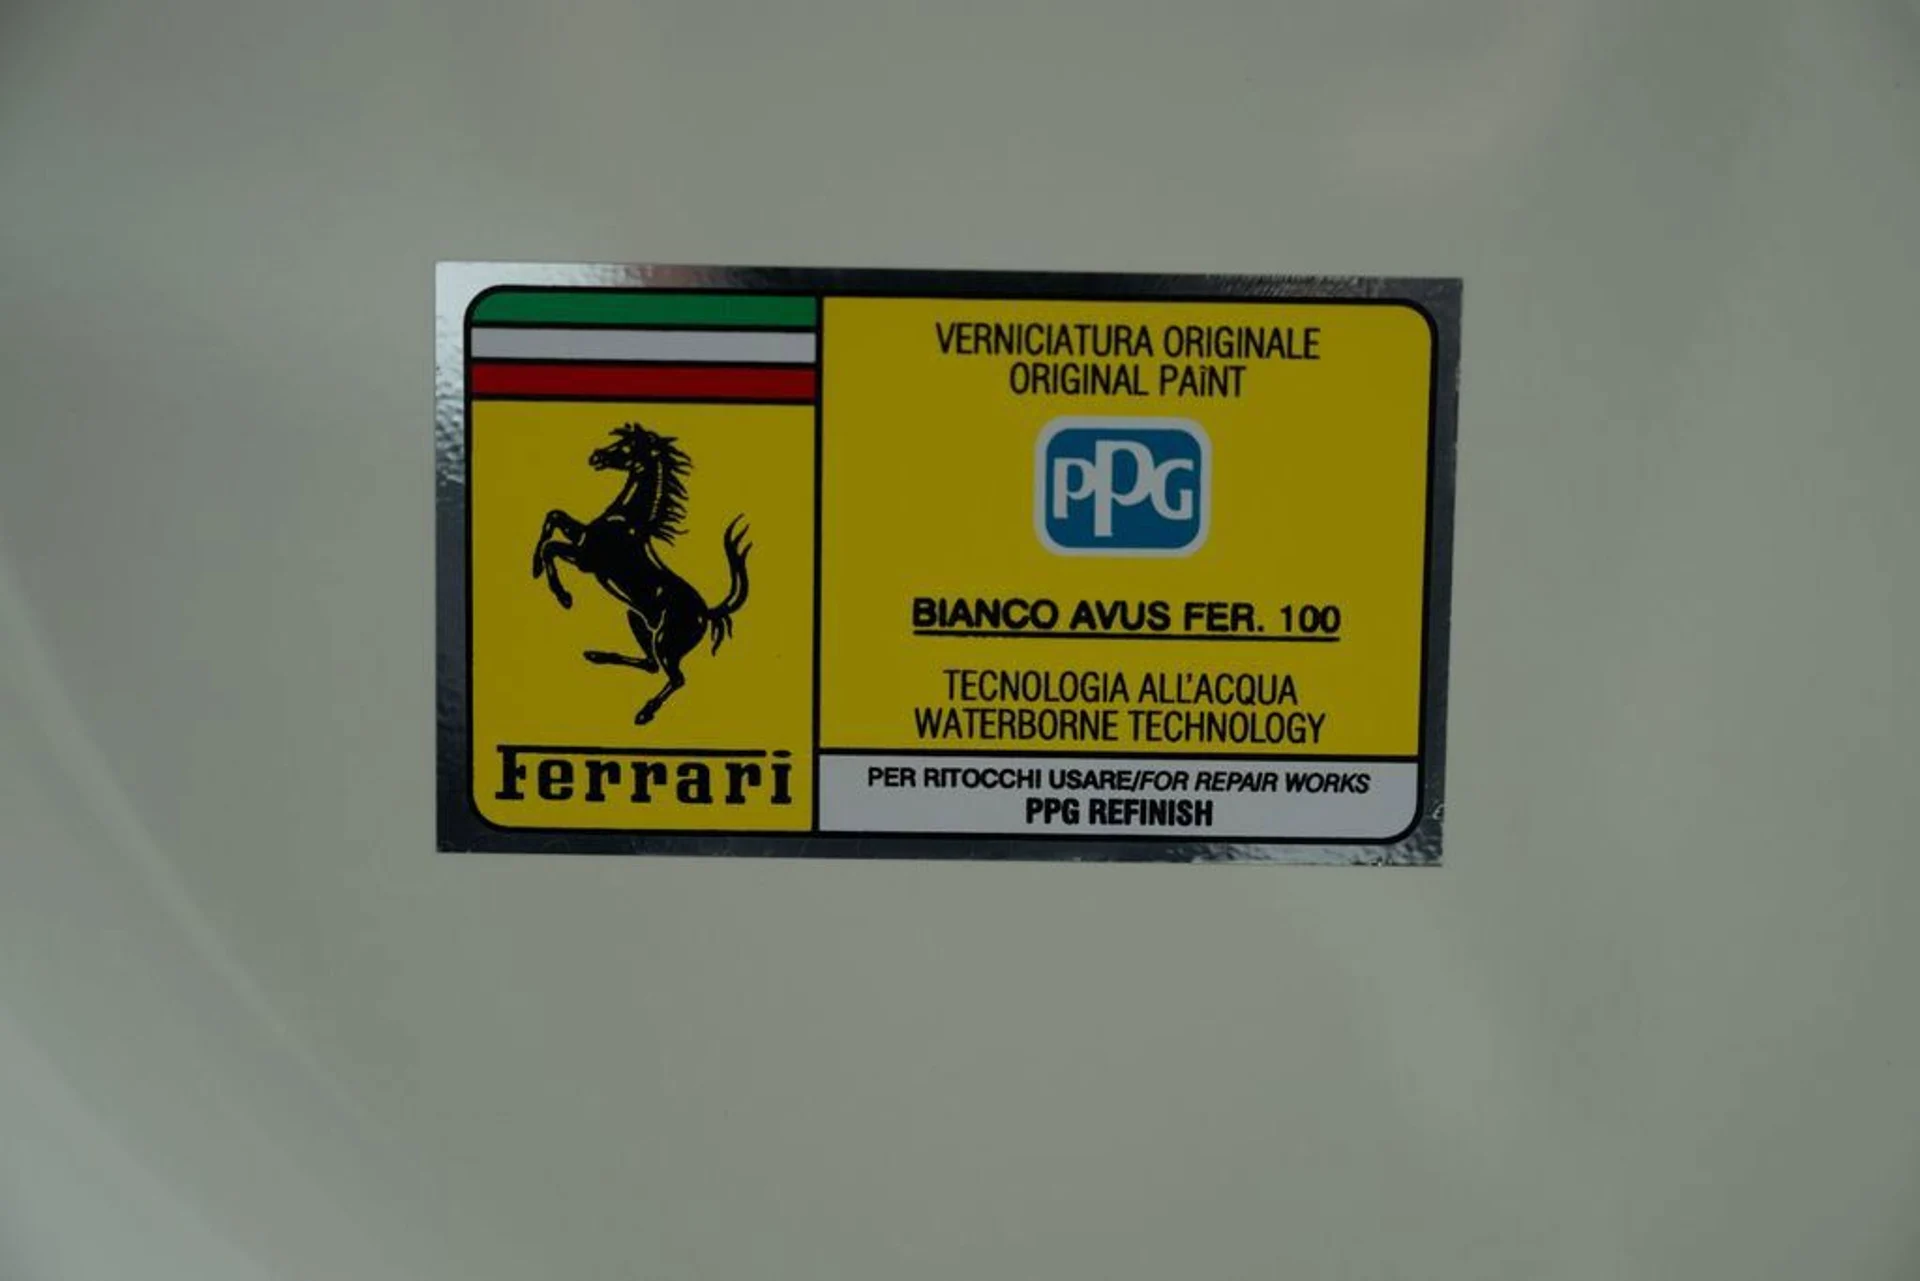 Ferrari
VERNICIATURA ORIGINALE
ORIGINAL PAiNT
PPG
BIANCO AVUS FER. 100
TECNOLOGIA ALL'ACQUA
WATERBORNE TECHNOLOGY
PER RITOCCHI USARE/FOR REPAIR WORKS
PPG REFINISH